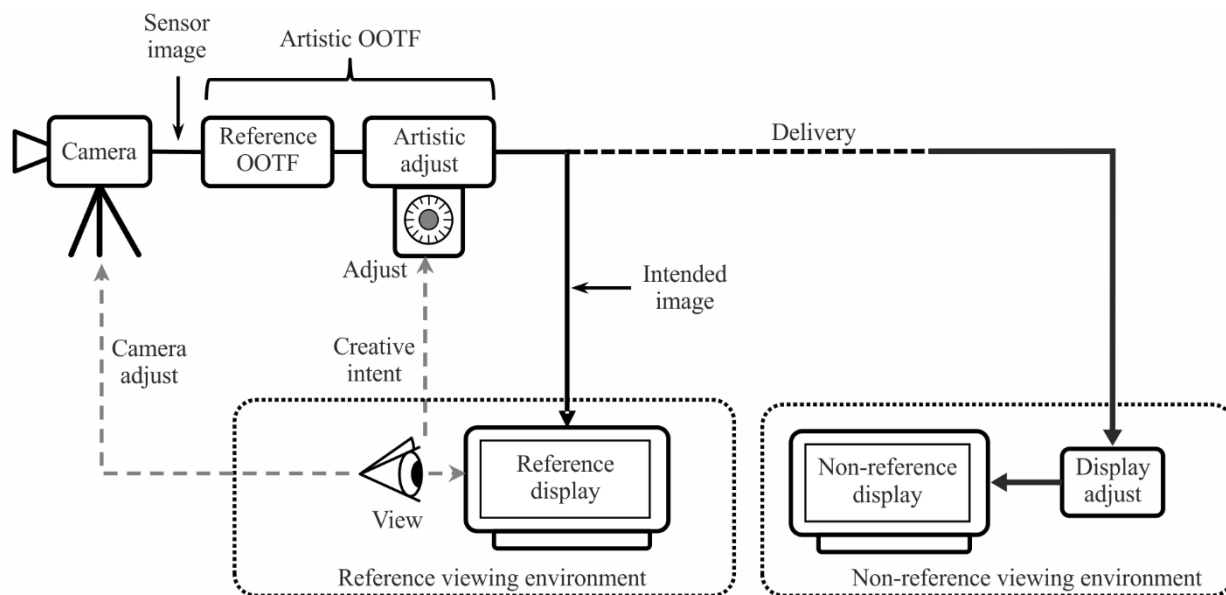 Sensor
image
Artistic OOTF
Camera
Reference
OOTF
Artistic
adjust
Delivery
Adjust
Intended
image
Camera
adjust
Creative
intent
View
Reference
display
Non-reference
display
Display
adjust
Reference viewing environment
Non-reference viewing environment